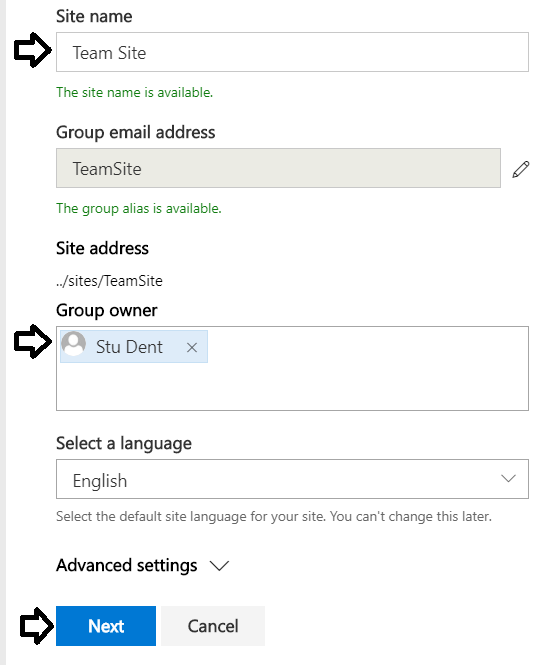 Site name
Team Site
The site name is available.
Group email address
TeamSite
The group alias is available.
Site address
../sites/TeamSite
Group owner
Stu Dent
Select a language
English
Select the default site language for your site. You can't change this later.
Advanced settings
Next Cancel